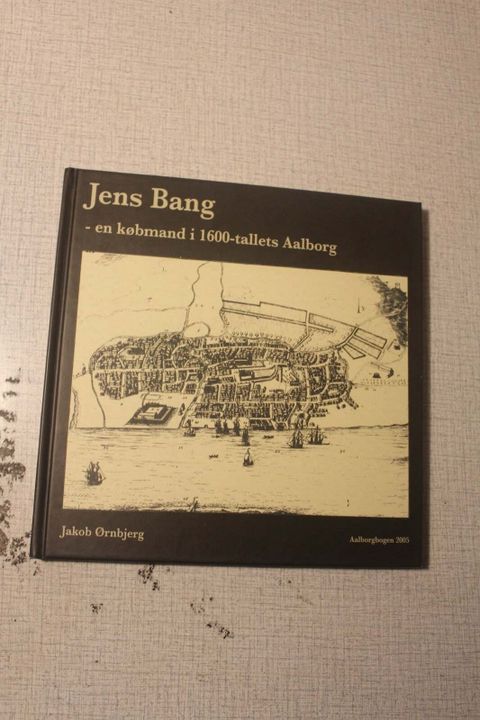 Jens Bang
- en købmand i 1600-tallets Aalborg
Jakob Ørnbjerg
Aalborgbogen 2005